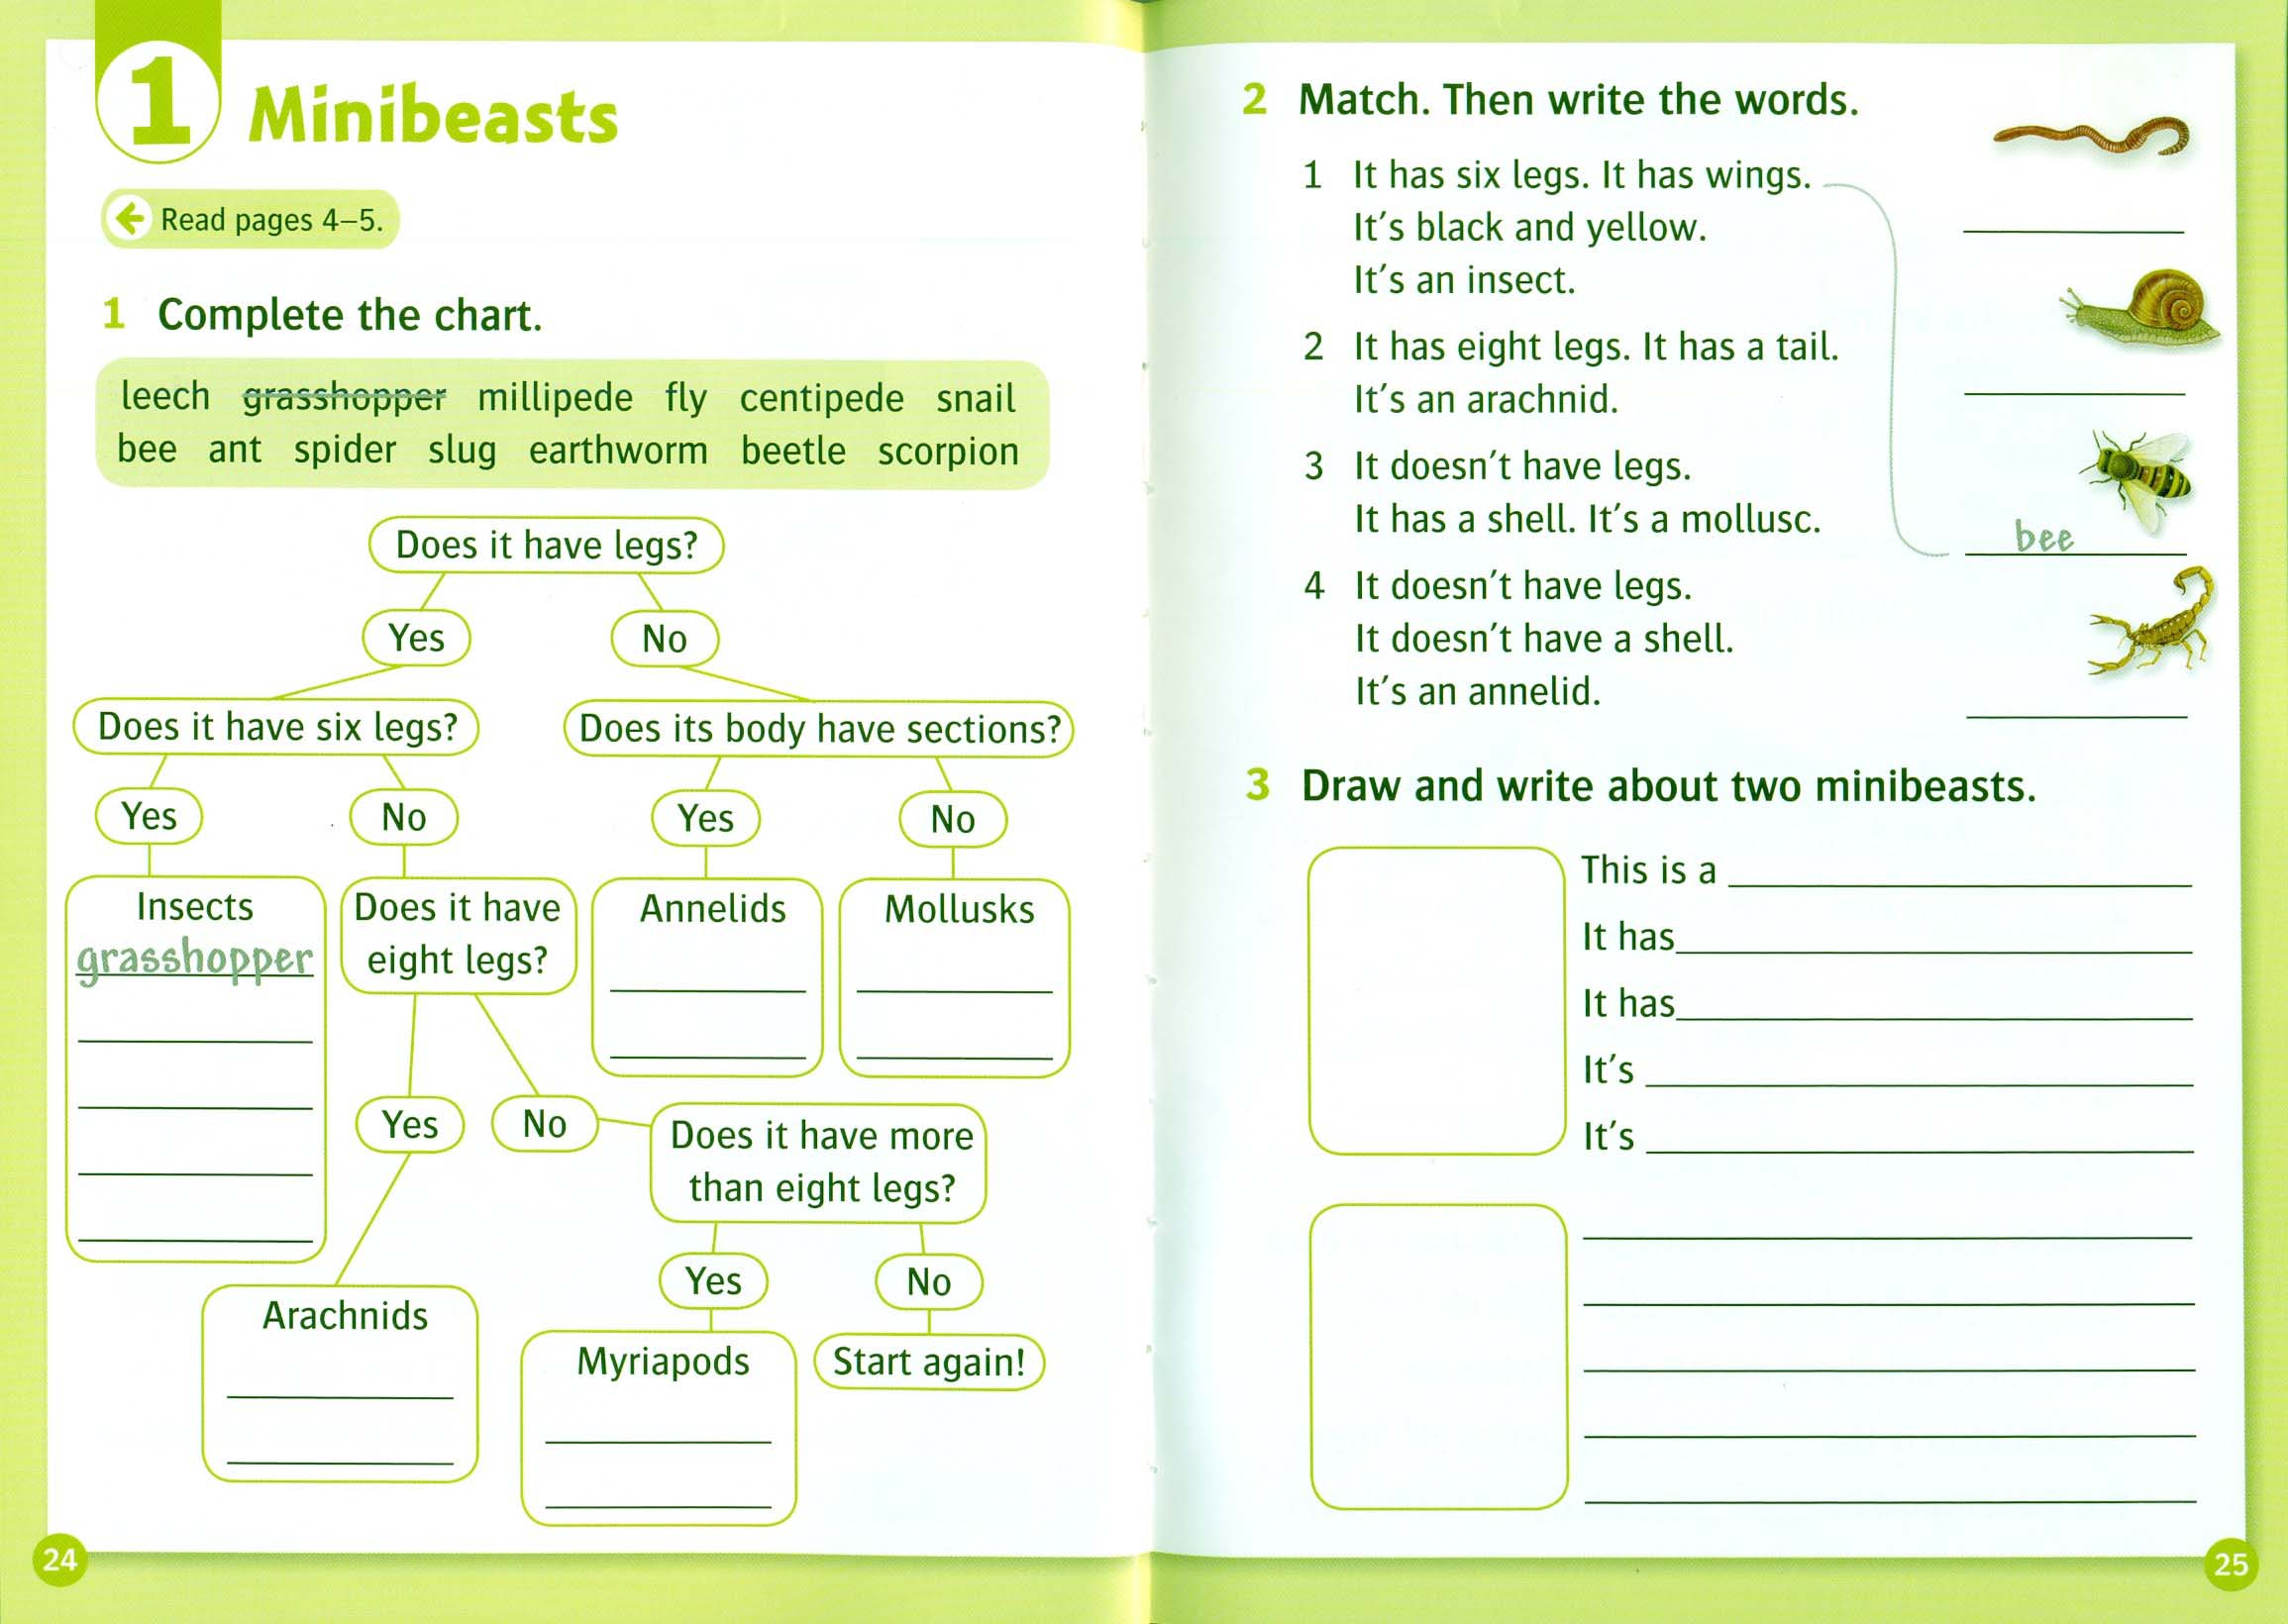 1 Minibeasts
Read pages 4–5.
1 Complete the chart.
leech grasshopper millipede fly centipede snail
bee ant spider slug earthworm beetle scorpion
Does it have legs?
Yes
No
Does it have six legs?
Does its body have sections?
Yes
No
Yes
No
Insects
grasshopper
Does it have
eight legs?
Annelids
Mollusks
Yes
No
Does it have more
than eight legs?
Yes
No
Arachnids
Myriapods
Start again!
24
2 Match. Then write the words.
1 It has six legs. It has wings.
It's black and yellow.
It's an insect.
2 It has eight legs. It has a tail.
It's an arachnid.
3 It doesn't have legs.
It has a shell. It's a mollusc.
bee
4 It doesn't have legs.
It doesn't have a shell.
It's an annelid.
3 Draw and write about two minibeasts.
This is a
It has
It has
It's
It's
25